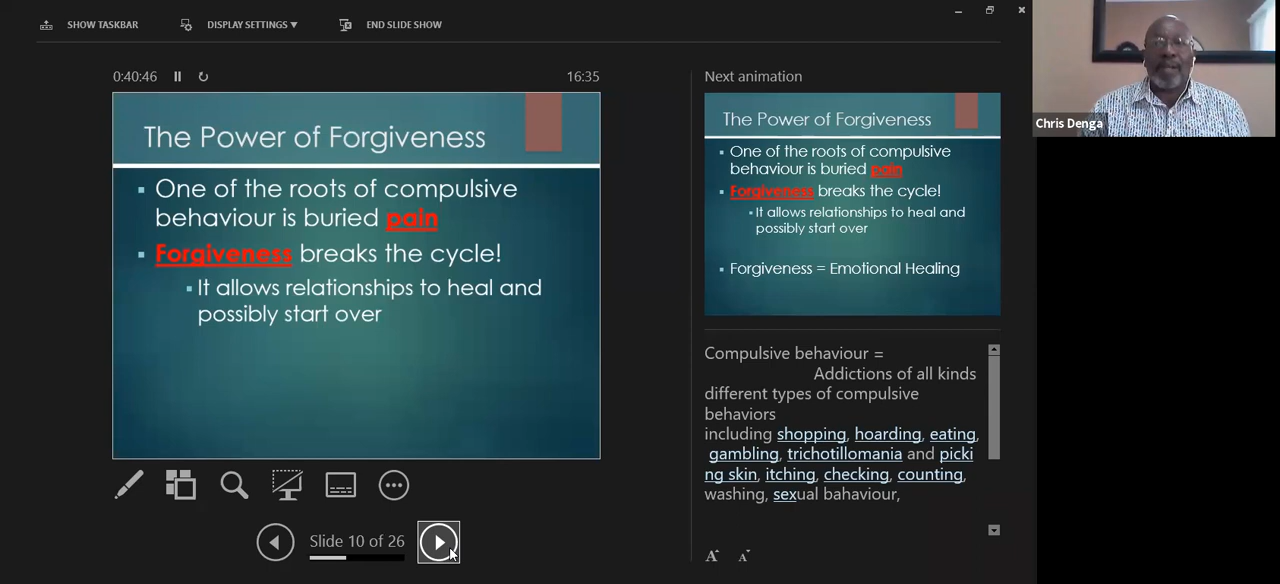 SHOW TASKBAR
DISPLAY SETTINGS
END SLIDE SHOW
0:40:46
16:35
The Power of Forgiveness
One of the roots of compulsive
behaviour is buried pain
Forgiveness breaks the cycle!
It allows relationships to heal and
possibly start over
Slide 10 of 26
Next animation
The Power of Forgiveness
One of the roots of compulsive
behaviour is buried pain
Forgiveness breaks the cycle!
It allows relationships to heal and
possibly start over
Forgiveness = Emotional Healing
Compulsive behaviour =
Addictions of all kinds
different types of compulsive
behaviors
including shopping, hoarding, eating,
gambling, trichotillomania and picki
ng skin, itching, checking, counting,
washing, sexual bahaviour,
A A
Chris Denga